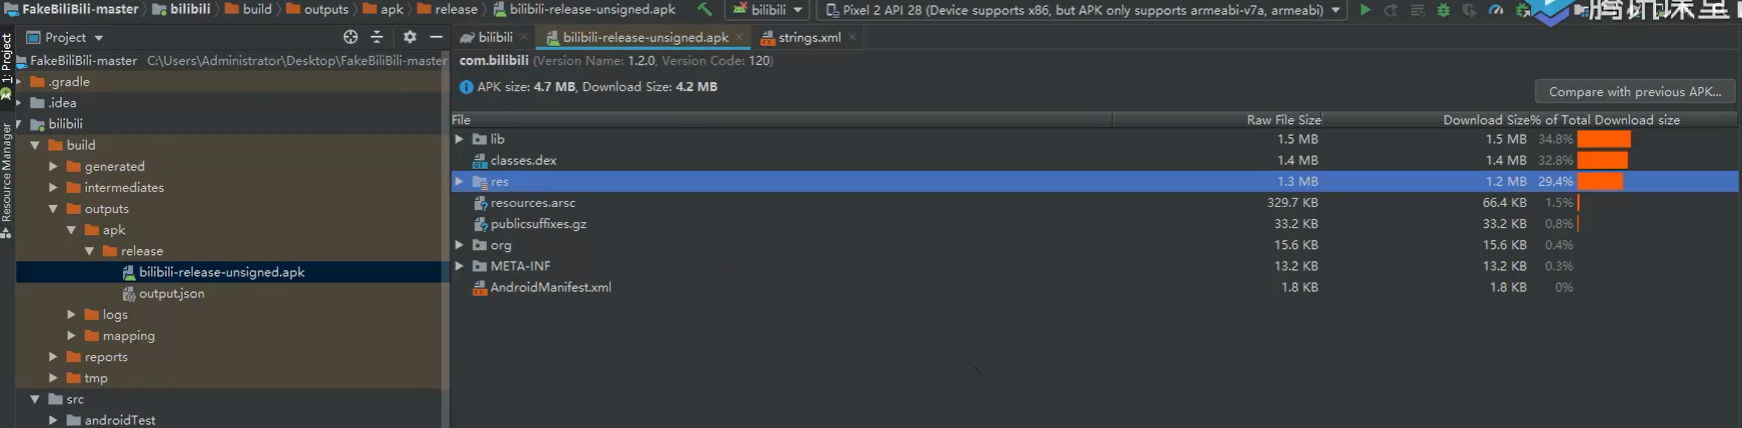 FakeBiliBili-master bilibili build outputs apk release bilibili-release-unsigned.apk bilibili Pixel 2 API 28 (Device supports x86, but APK only supports armeabi-v7a, armeabi) 腾讯课堂
Project bilibili bilibili-release-unsigned.apk strings.xml
1: Project
Resource Manager
FakeBiliBili-master C:\Users\Administrator\Desktop\FakeBiliBili-master
.gradle
.idea
bilibili
build
generated
intermediates
outputs
apk
release
bilibili-release-unsigned.apk
output.json
logs
mapping
reports
tmp
src
androidTest
com.bilibili (Version Name: 1.2.0, Version Code: 120)
APK size: 4.7 MB, Download Size: 4.2 MB
Compare with previous APK...
File Raw File Size Download Size % of Total Download size
lib 1.5 MB 1.5 MB 34.8%
classes.dex 1.4 MB 1.4 MB 32.8%
res 1.3 MB 1.2 MB 29.4%
resources.arsc 329.7 KB 66.4 KB 1.5%
publicsuffixes.gz 33.2 KB 33.2 KB 0.8%
org 15.6 KB 15.6 KB 0.4%
META-INF 13.2 KB 13.2 KB 0.3%
AndroidManifest.xml 1.8 KB 1.8 KB 0%